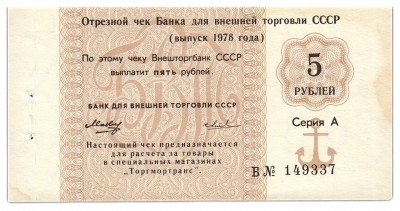 Отрезной чек Банка для внешней торговли СССР
(выпуск 1978 года)
По этому чеку Внешторгбанк СССР
выплатит пять рублей.
5
РУБЛЕЙ
БАНК ДЛЯ ВНЕШНЕЙ ТОРГОВЛИ СССР
Серия А
Настоящий чек предназначается
для расчета за товары
в специальных магазинах
"Торгмортранс"
В № 149337